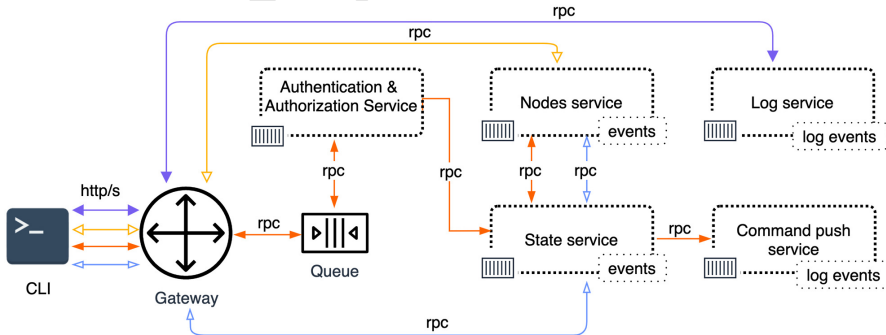 rpc
rpc
Authentication &
Authorization Service
Nodes service
events
Log service
log events
rpc
rpc
rpc
rpc
http/s
>_
CLI
Gateway
rpc
Queue
State service
events
rpc
Command push
service
log events
rpc